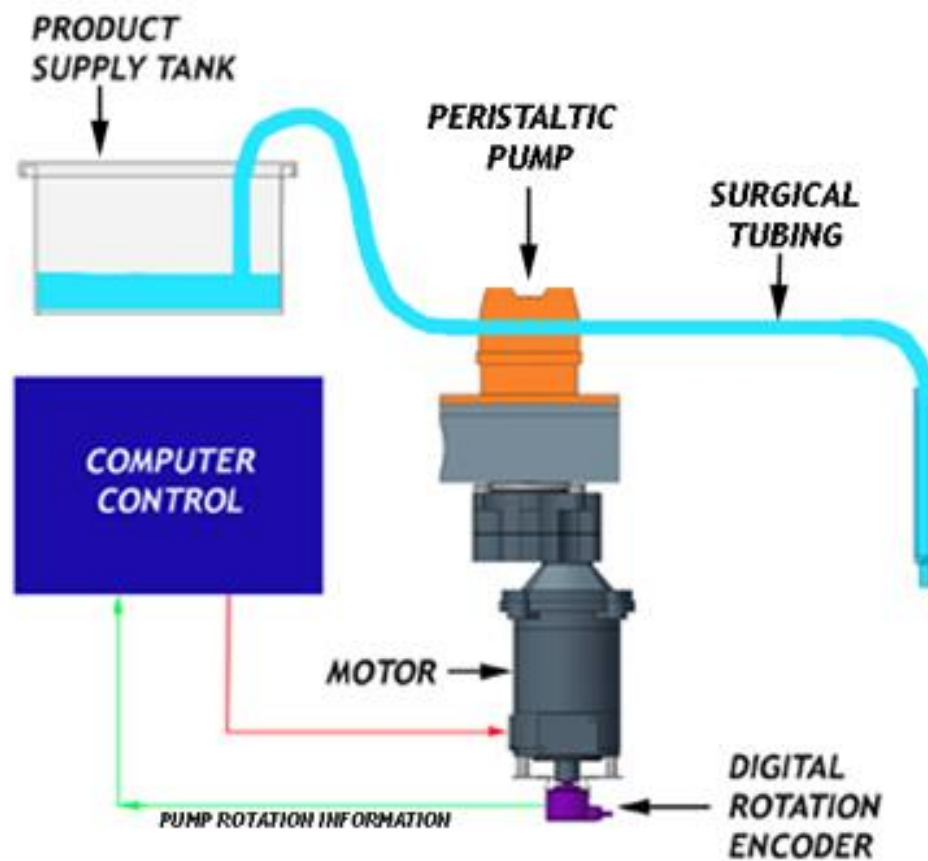 PRODUCT
SUPPLY TANK
PERISTALTIC
PUMP
SURGICAL
TUBING
COMPUTER
CONTROL
MOTOR
DIGITAL
ROTATION
ENCODER
PUMP ROTATION INFORMATION